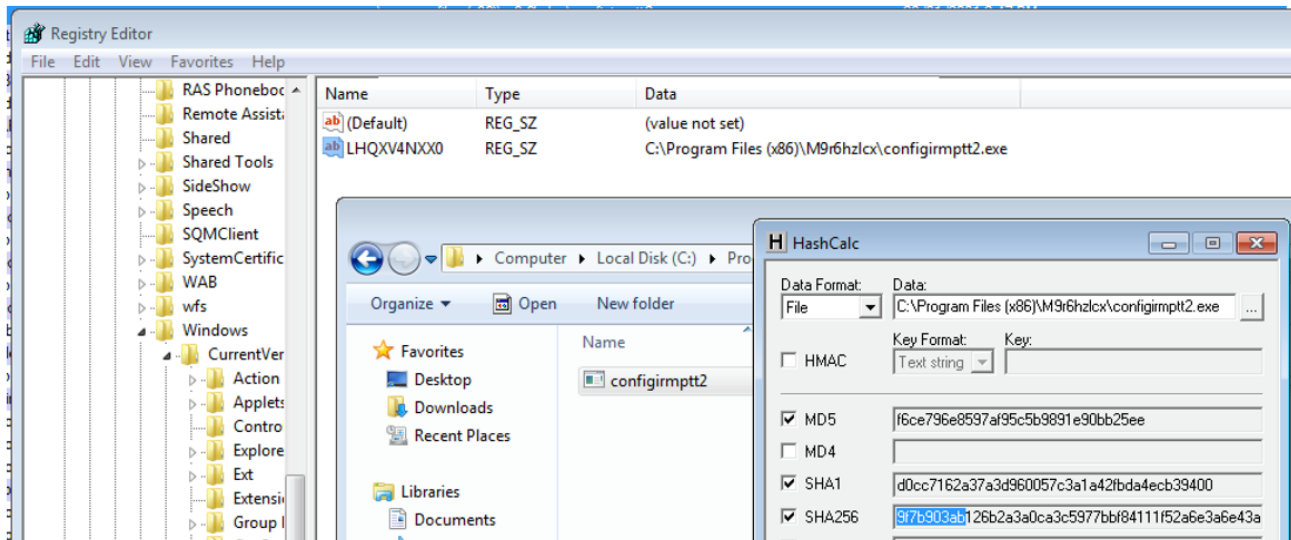 Registry Editor
File Edit View Favorites Help
RAS Phoneboc
Remote Assista
Shared
Shared Tools
SideShow
Speech
SQMClient
SystemCertific
WAB
wfs
Windows
CurrentVer
Action
Applets
Contro
Explore
Ext
Extensi
Group
Name Type Data
(Default) REG_SZ (value not set)
LHQXV4NXX0 REG_SZ C:\Program Files (x86)\M9r6hzlcx\configirmptt2.exe
Computer Local Disk (C:) Pro
Organize Open New folder
Favorites
Desktop
Downloads
Recent Places
Libraries
Documents
Name
configirmptt2
HashCalc
Data Format: Data:
File C:\Program Files (x86)\M9r6hzlcx\configirmptt2.exe ...
Key Format: Key:
HMAC Text string
MD5 f6ce796e8597af95c5b9891e90bb25ee
MD4
SHA1 d0cc7162a37a3d960057c3a1a42fbda4ecb39400
SHA256 9f7b903ab126b2a3a0ca3c5977bbf84111f52a6e3a6e43a